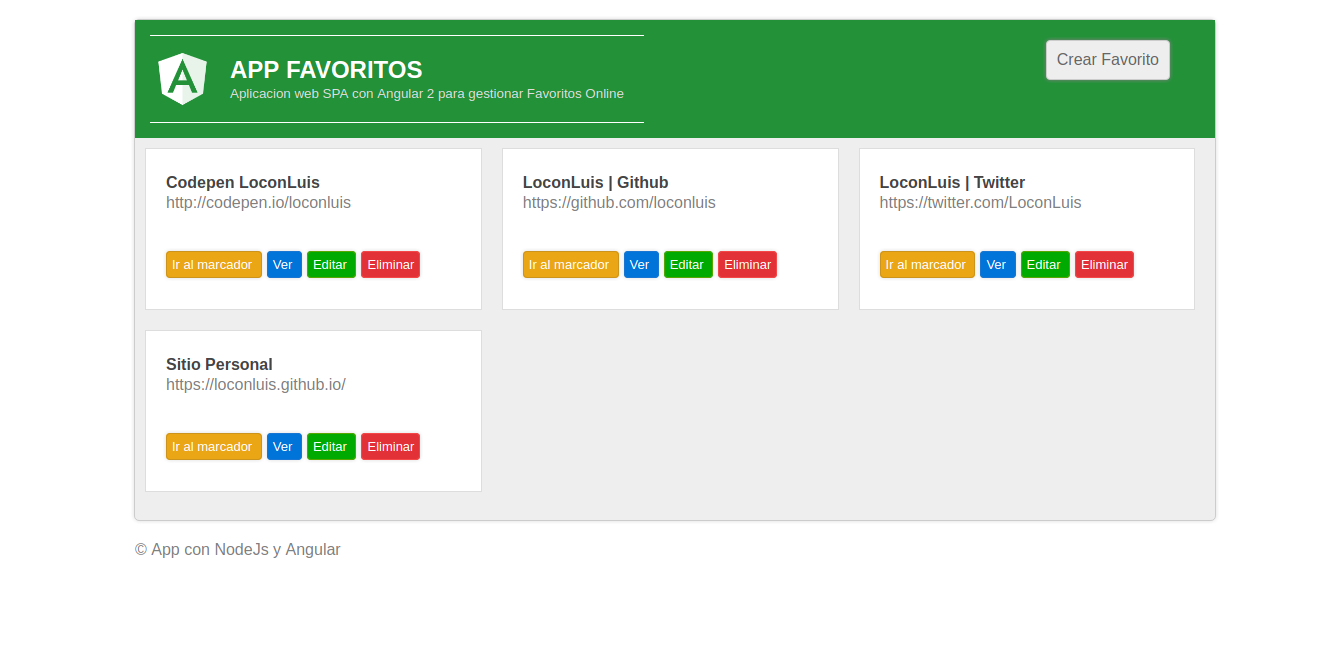 APP FAVORITOS
Aplicacion web SPA con Angular 2 para gestionar Favoritos Online
Crear Favorito
Codepen LoconLuis
http://codepen.io/loconluis
Ir al marcador Ver Editar Eliminar
LoconLuis | Github
https://github.com/loconluis
Ir al marcador Ver Editar Eliminar
LoconLuis | Twitter
https://twitter.com/LoconLuis
Ir al marcador Ver Editar Eliminar
Sitio Personal
https://loconluis.github.io/
Ir al marcador Ver Editar Eliminar
© App con NodeJs y Angular